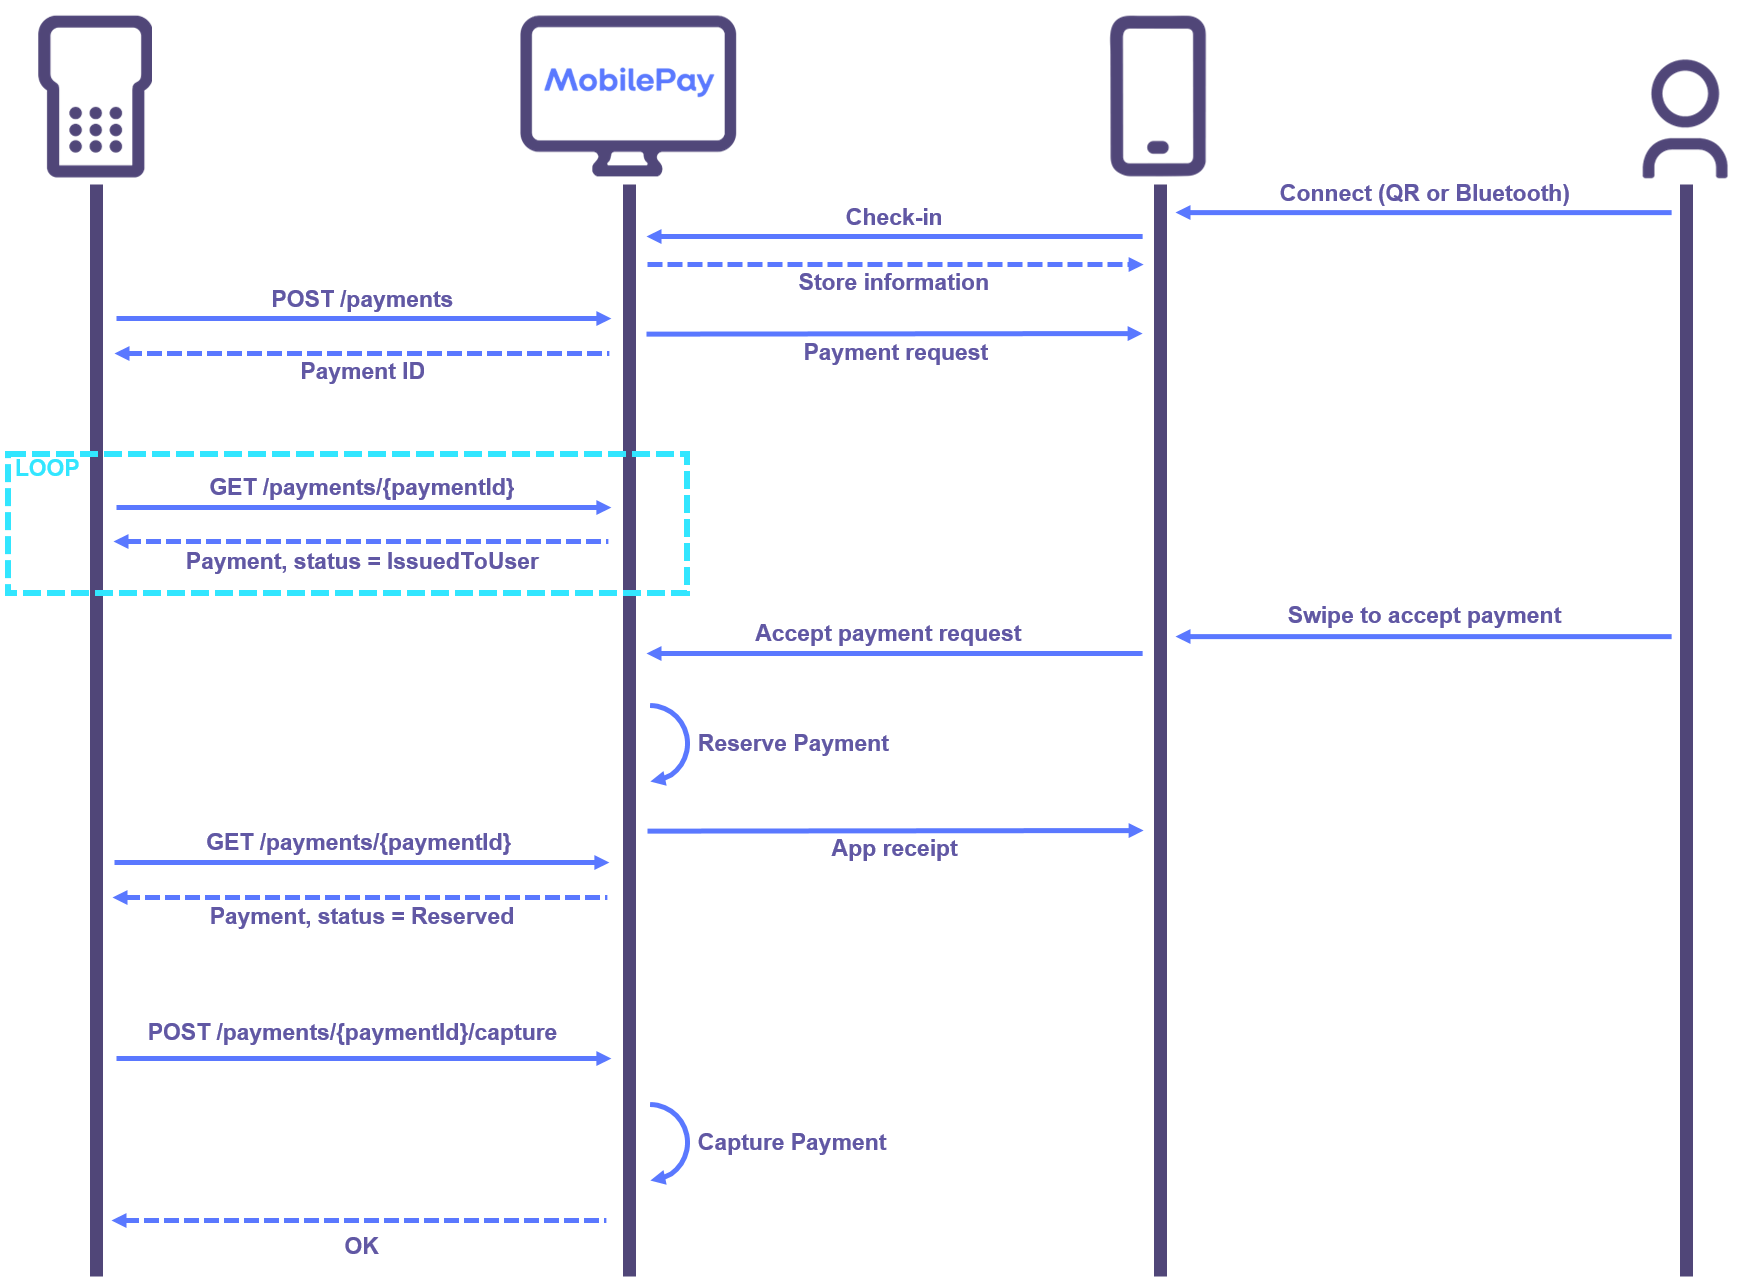 MobilePay
Connect (QR or Bluetooth)
Check-in
Store information
POST /payments
Payment request
Payment ID
LOOP
GET /payments/{paymentId}
Payment, status = IssuedToUser
Swipe to accept payment
Accept payment request
Reserve Payment
GET /payments/{paymentId}
App receipt
Payment, status = Reserved
POST /payments/{paymentId}/capture
Capture Payment
OK